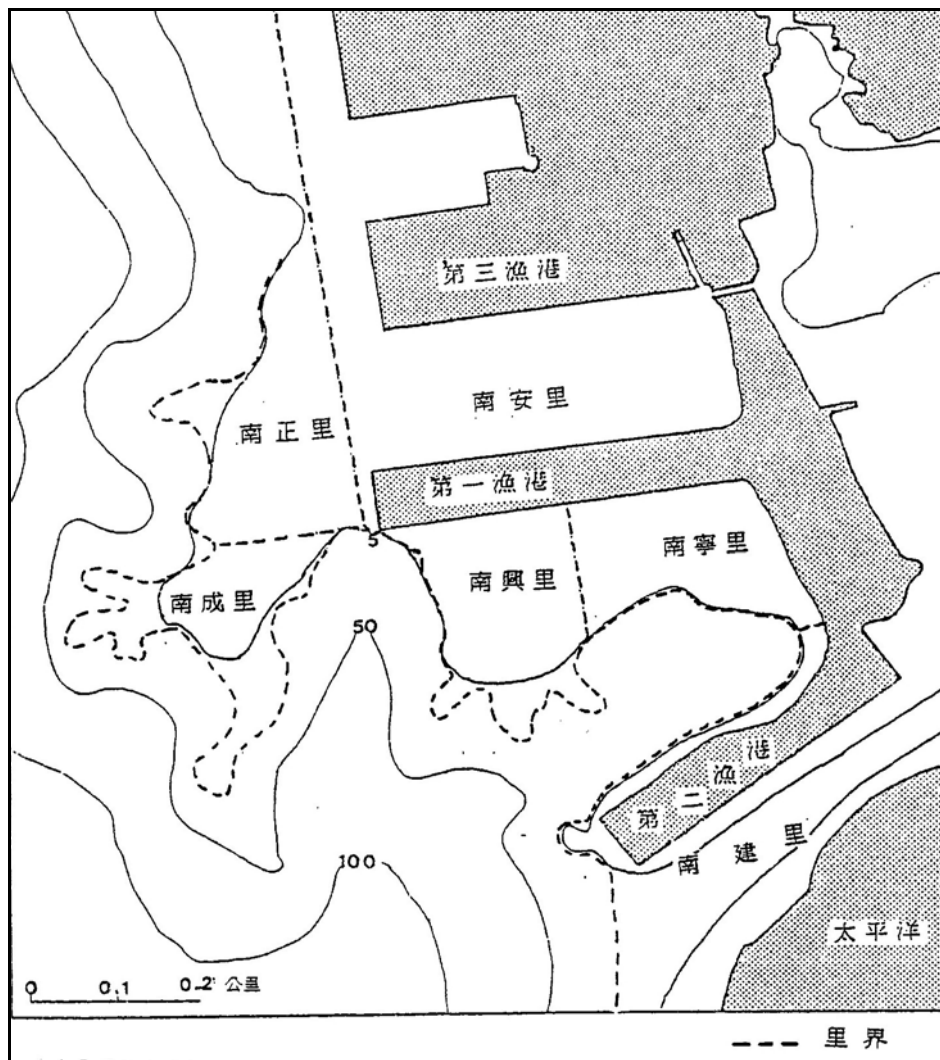 第三漁港
南安里
南正里
第一漁港
5
南寧里
南興里
南成里
50
第二漁港
100
南建里
太平洋
0 0.1 0.2 公里
里界